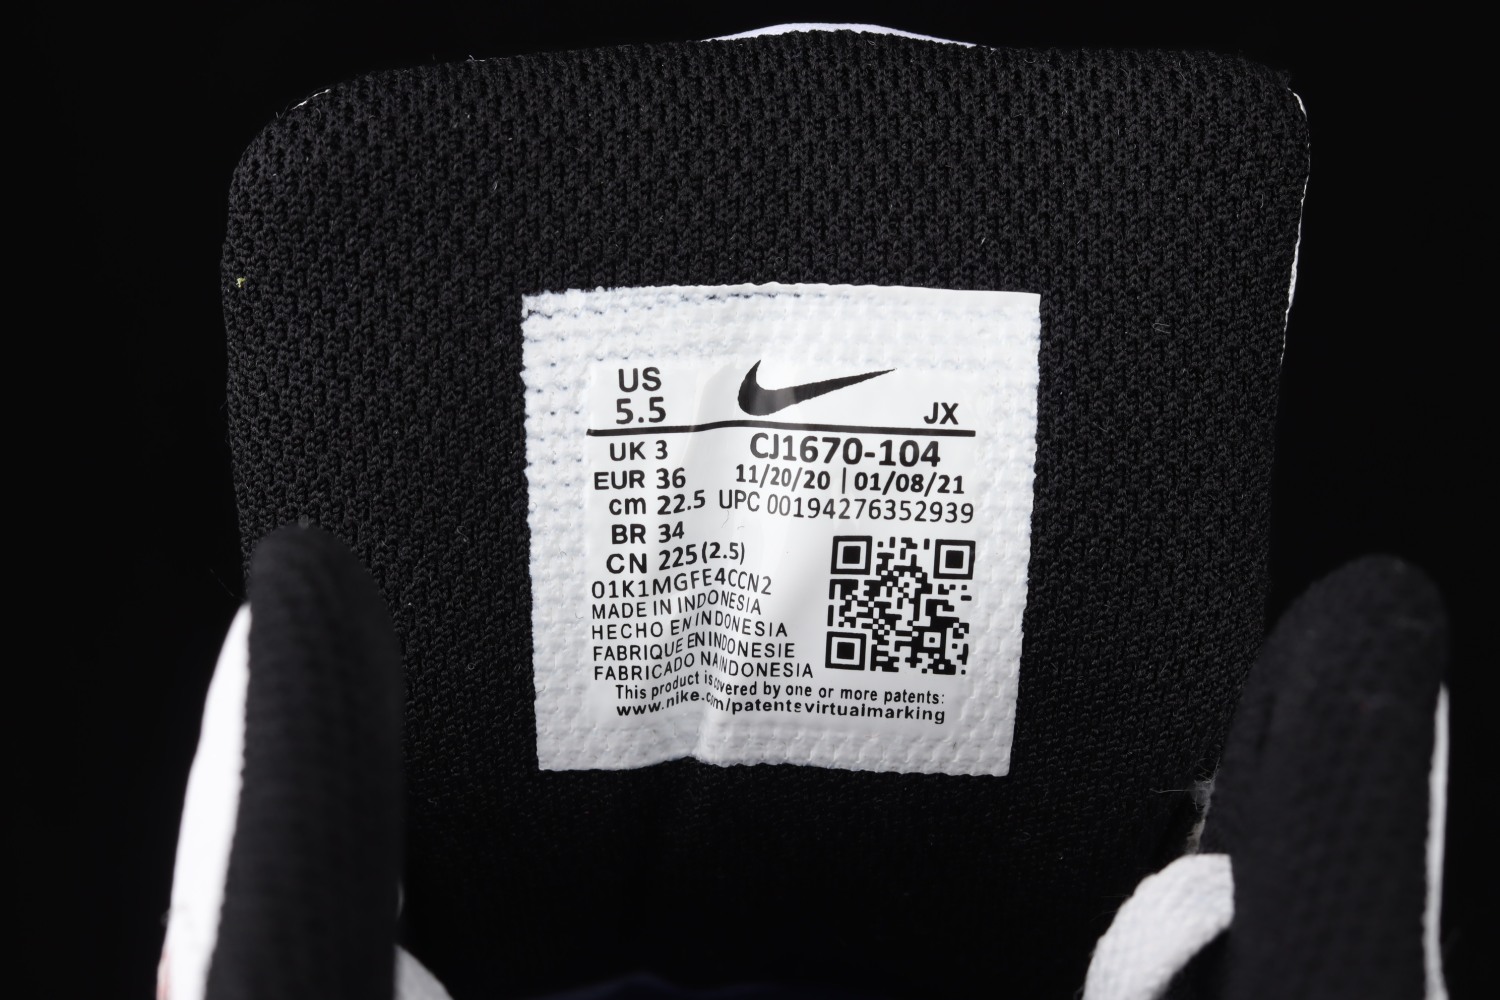 US
5.5
JX
UK 3
CJ1670-104
EUR 36
11/20/20 | 01/08/21
cm 22.5
UPC 00194276352939
BR 34
CN 225(2.5)
01K1MGFE4CCN2
MADE IN INDONESIA
HECHO EN INDONESIA
FABRIQUE EN INDONESIE
FABRICADO NA INDONESIA
This product is covered by one or more patents:
www.nike.com/patentsvirtualmarking